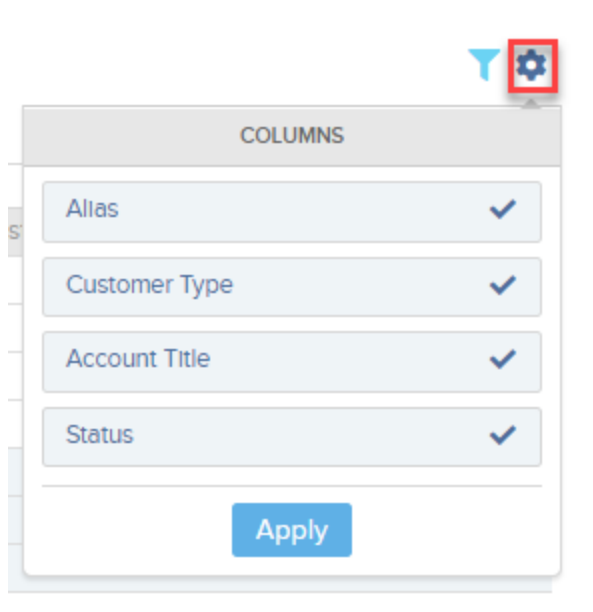 COLUMNS
Alias
Customer Type
Account Title
Status
Apply